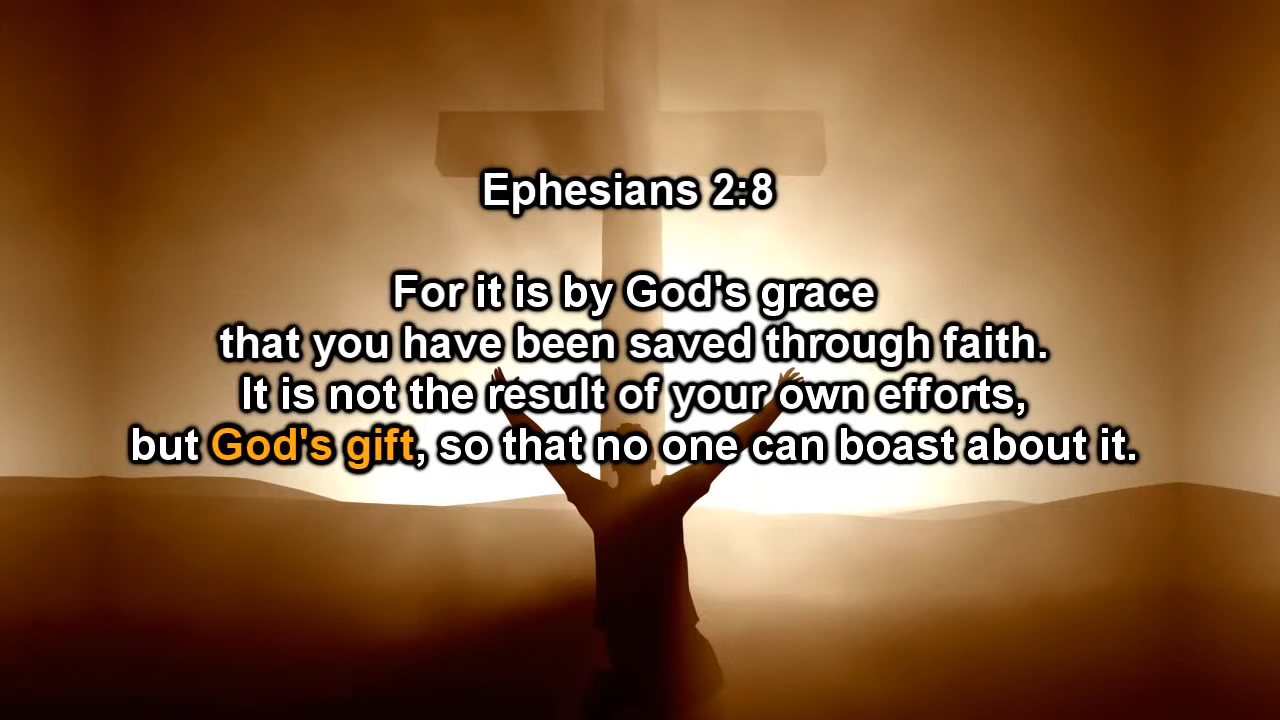 Ephesians 2:8
For it is by God's grace
that you have been saved through faith.
It is not the result of your own efforts,
but God's gift, so that no one can boast about it.